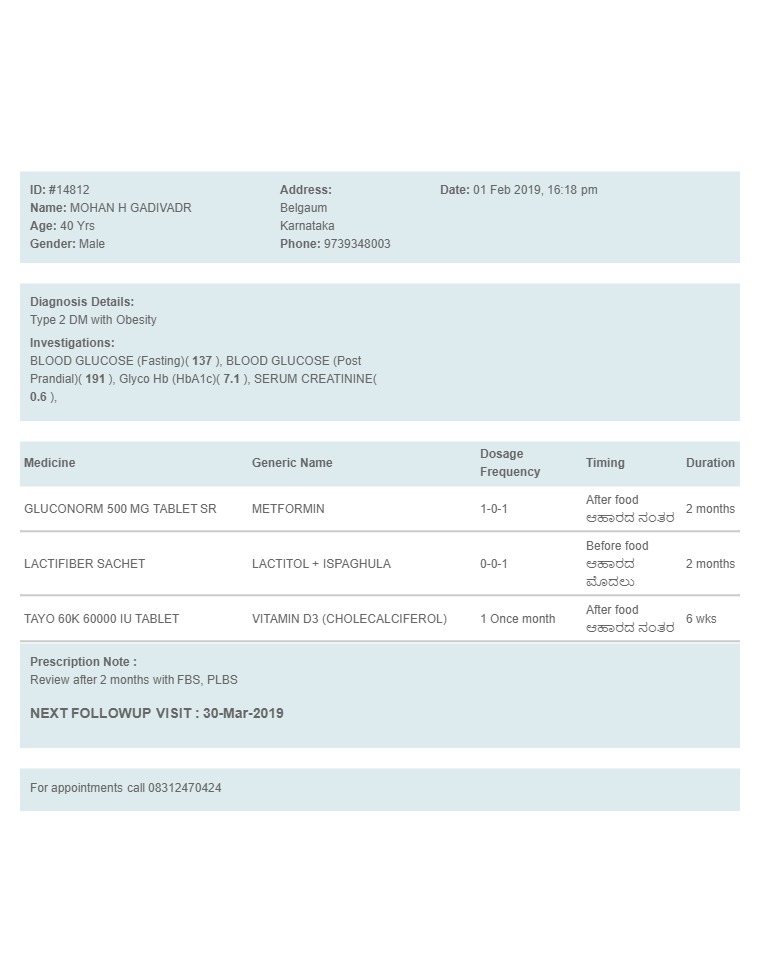 ID: #14812
Name: MOHAN H GADIVADR
Age: 40 Yrs
Gender: Male
Address:
Belgaum
Karnataka
Phone: 9739348003
Date: 01 Feb 2019, 16:18 pm
Diagnosis Details:
Type 2 DM with Obesity
Investigations:
BLOOD GLUCOSE (Fasting)( 137 ), BLOOD GLUCOSE (Post
Prandial)( 191 ), Glyco Hb (HbA1c)( 7.1 ), SERUM CREATININE(
0.6 ),
Medicine Generic Name Dosage Frequency Timing Duration
GLUCONORM 500 MG TABLET SR METFORMIN 1-0-1 After food ಆಹಾರದ ನಂತರ 2 months
LACTIFIBER SACHET LACTITOL + ISPAGHULA 0-0-1 Before food ಆಹಾರದ ಮೊದಲು 2 months
TAYO 60K 60000 IU TABLET VITAMIN D3 (CHOLECALCIFEROL) 1 Once month After food ಆಹಾರದ ನಂತರ 6 wks
Prescription Note :
Review after 2 months with FBS, PLBS
NEXT FOLLOWUP VISIT : 30-Mar-2019
For appointments call 08312470424